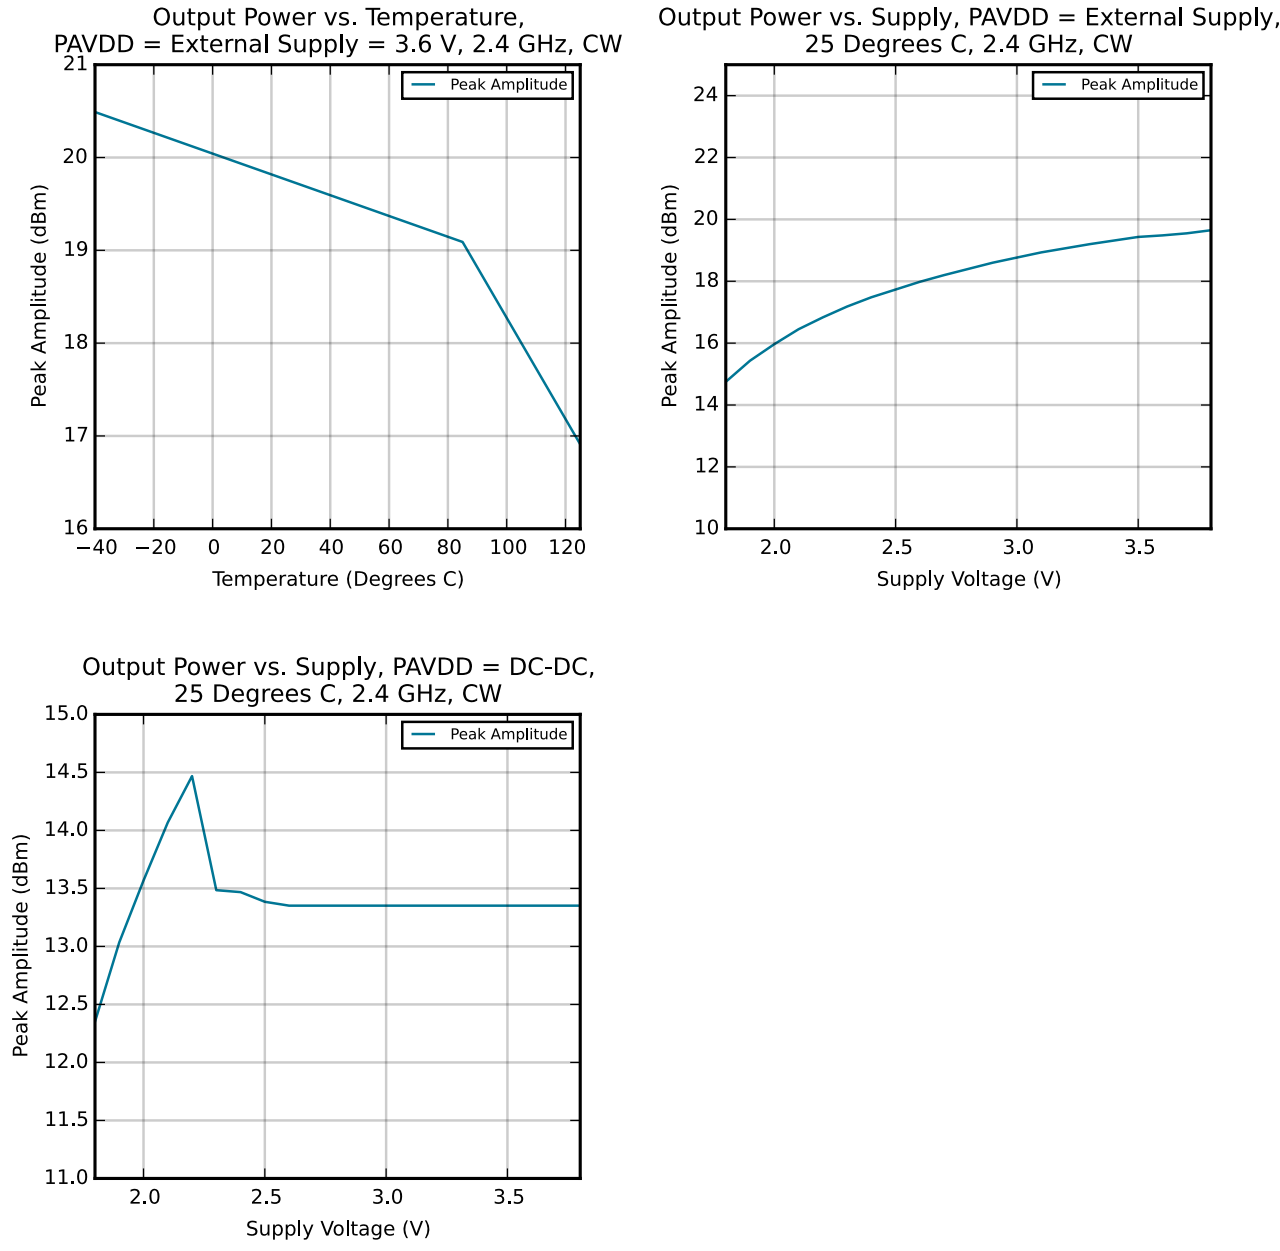 Output Power vs. Temperature,
PAVDD = External Supply = 3.6 V, 2.4 GHz, CW
Peak Amplitude
21
20
19
18
17
16
Peak Amplitude (dBm)
−40 −20 0 20 40 60 80 100 120
Temperature (Degrees C)
Output Power vs. Supply, PAVDD = External Supply,
25 Degrees C, 2.4 GHz, CW
Peak Amplitude
24
22
20
18
16
14
12
10
Peak Amplitude (dBm)
2.0 2.5 3.0 3.5
Supply Voltage (V)
Output Power vs. Supply, PAVDD = DC-DC,
25 Degrees C, 2.4 GHz, CW
Peak Amplitude
15.0
14.5
14.0
13.5
13.0
12.5
12.0
11.5
11.0
Peak Amplitude (dBm)
2.0 2.5 3.0 3.5
Supply Voltage (V)